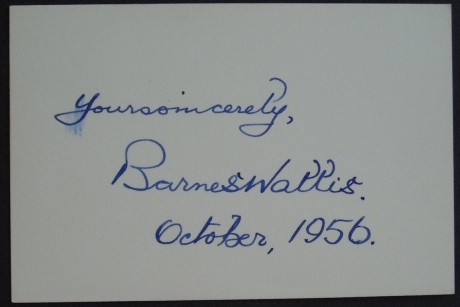 Yours sincerely,
Barnes Wallis.
October, 1956.